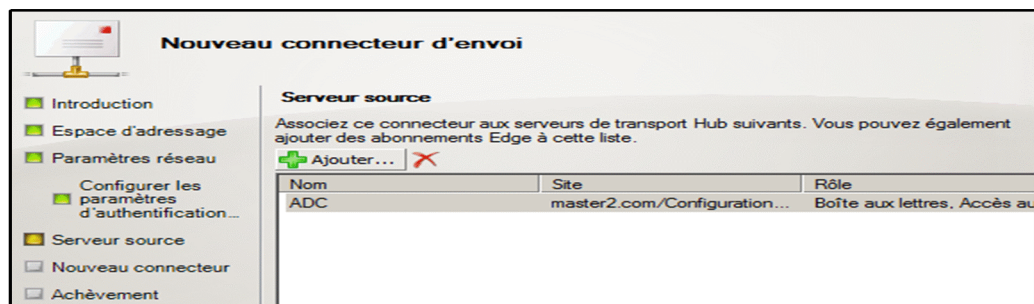 Nouveau connecteur d'envoi
Introduction
Espace d'adressage
Paramètres réseau
Configurer les
paramètres
d'authentification...
Serveur source
Nouveau connecteur
Achèvement
Serveur source
Associez ce connecteur aux serveurs de transport Hub suivants. Vous pouvez également
ajouter des abonnements Edge à cette liste.
Ajouter...
Nom Site Rôle
ADC master2.com/Configuration... Boîte aux lettres, Accès au